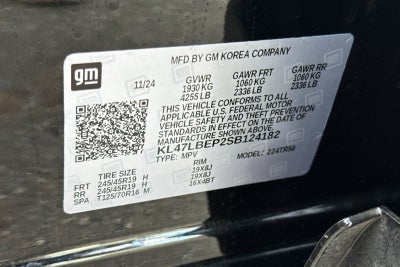 gm
MFD BY GM KOREA COMPANY
11/24 GVWR GAWR FRT GAWR RR
1930 KG 1060 KG 1060 KG
4255 LB 2336 LB 2336 LB
THIS VEHICLE CONFORMS TO ALL
APPLICABLE U.S. FEDERAL MOTOR
VEHICLE SAFETY AND THEFT PREVENTION
STANDARDS IN EFFECT ON THE DATE OF
MANUFACTURE SHOWN ABOVE
KL47LBEP2SB124182
TYPE: MPV MODEL: 224TR58
TIRE SIZE RIM
FRT 245/45R19 H 19X8J
RR 245/45R19 H 19X8J
SPA T125/70R16 M 16X4BT